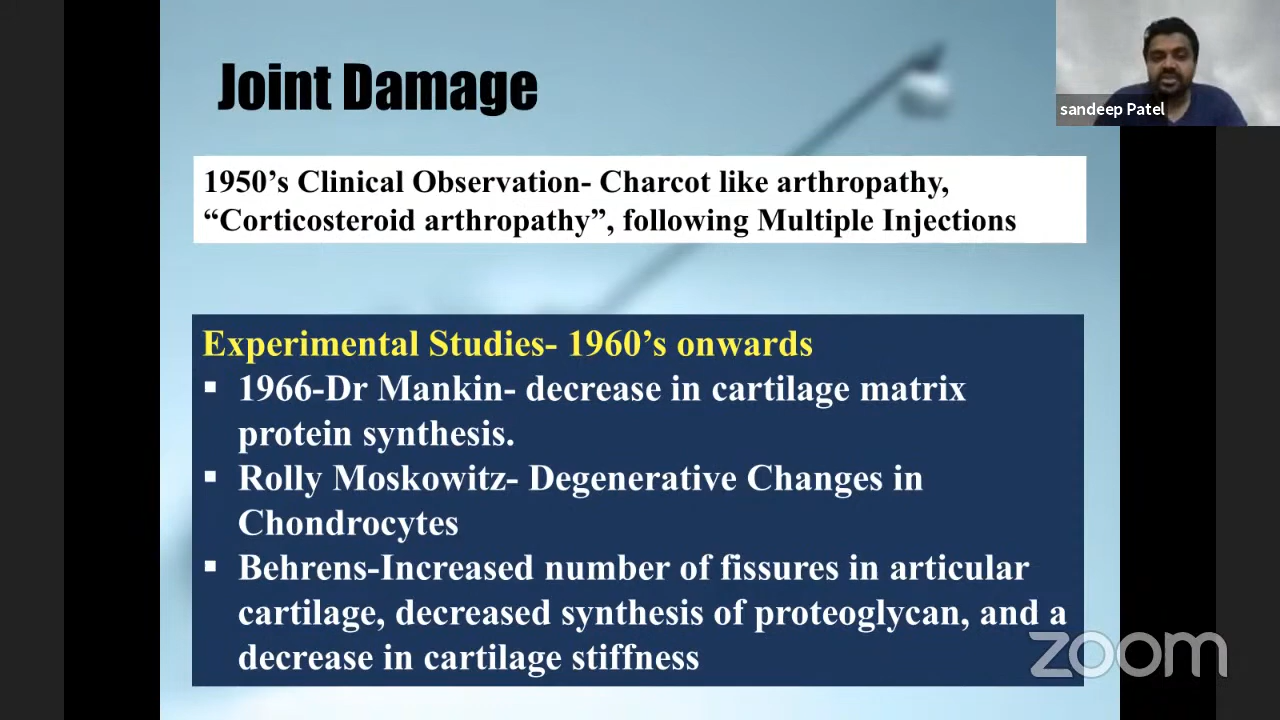 Joint Damage
sandeep Patel
1950’s Clinical Observation- Charcot like arthropathy,
“Corticosteroid arthropathy”, following Multiple Injections
Experimental Studies- 1960’s onwards
▪ 1966-Dr Mankin- decrease in cartilage matrix
protein synthesis.
▪ Rolly Moskowitz- Degenerative Changes in
Chondrocytes
▪ Behrens-Increased number of fissures in articular
cartilage, decreased synthesis of proteoglycan, and a
decrease in cartilage stiffness
zoom